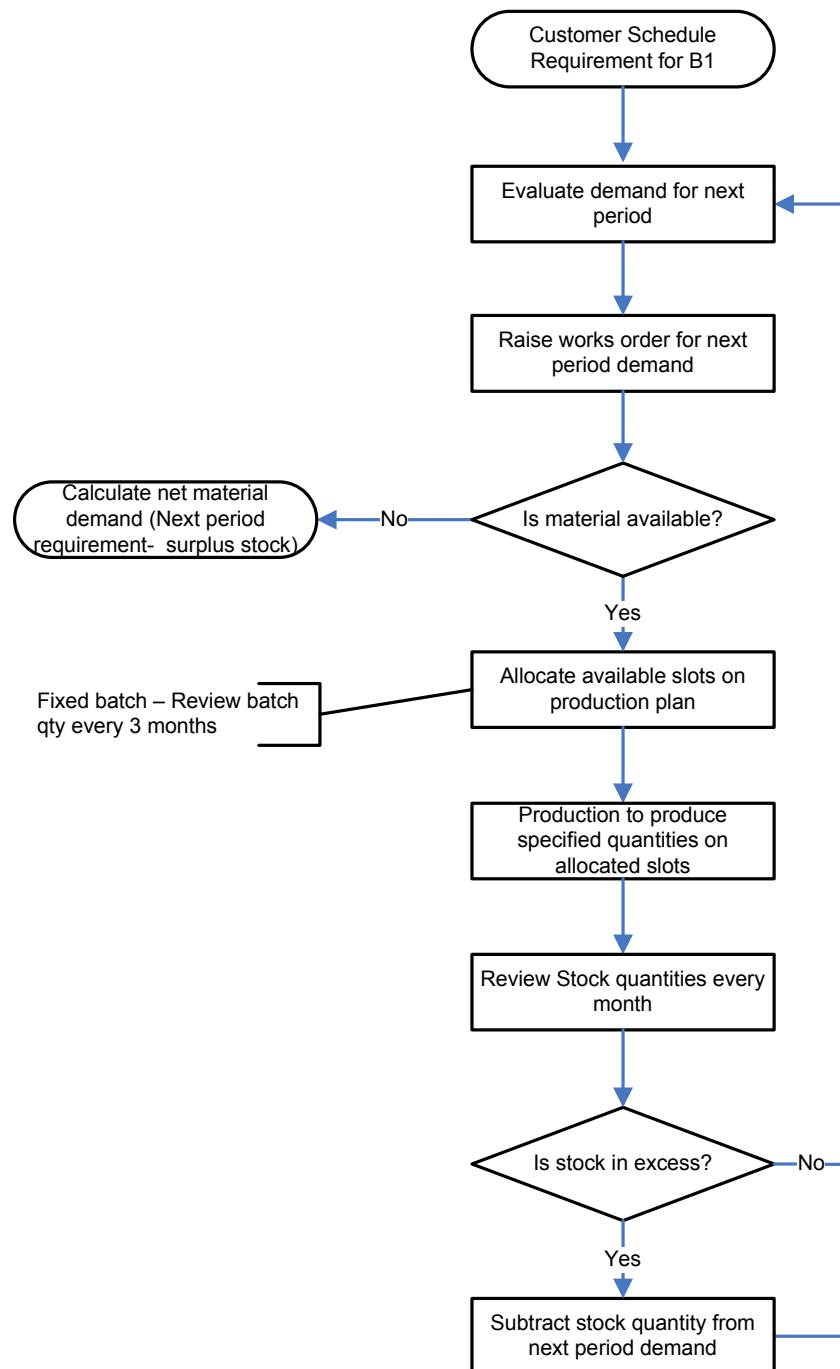 Customer Schedule
Requirement for B1
Evaluate demand for next
period
Raise works order for next
period demand
Calculate net material
demand (Next period
requirement-  surplus stock)
No
Is material available?
Yes
Fixed batch – Review batch
qty every 3 months
Allocate available slots on
production plan
Production to produce
specified quantities on
allocated slots
Review Stock quantities every
month
Is stock in excess?
No
Yes
Subtract stock quantity from
next period demand